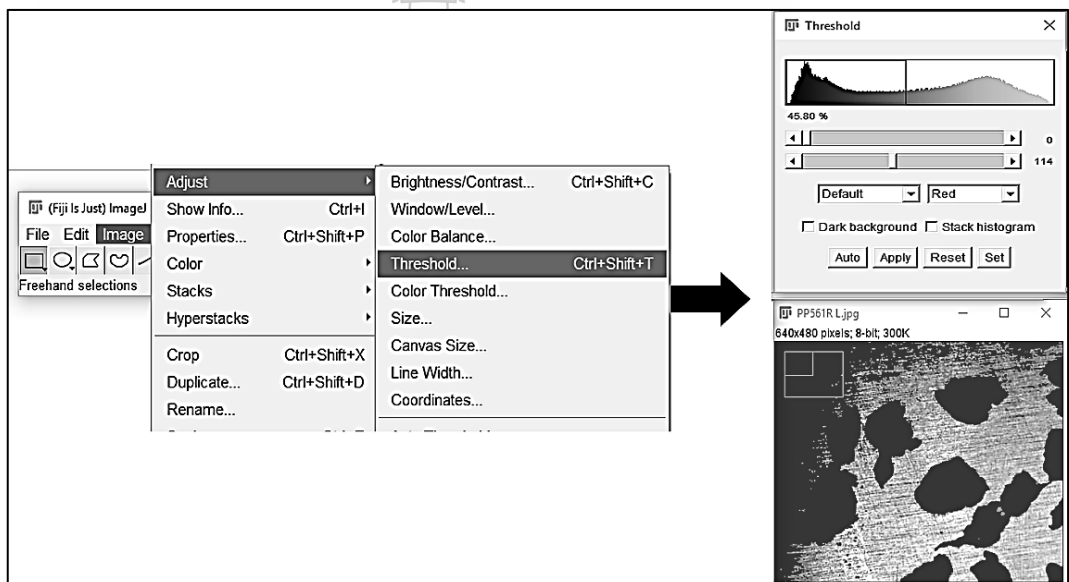 (Fiji Is Just) ImageJ
File Edit Image
Freehand selections
Adjust
Show Info... Ctrl+I
Properties... Ctrl+Shift+P
Color
Stacks
Hyperstacks
Crop Ctrl+Shift+X
Duplicate... Ctrl+Shift+D
Rename...
Brightness/Contrast... Ctrl+Shift+C
Window/Level...
Color Balance...
Threshold... Ctrl+Shift+T
Color Threshold...
Size...
Canvas Size...
Line Width...
Coordinates...
Threshold
45.80 %
0
114
Default Red
Dark background Stack histogram
Auto Apply Reset Set
PP561R L.jpg
640x480 pixels; 8-bit; 300K